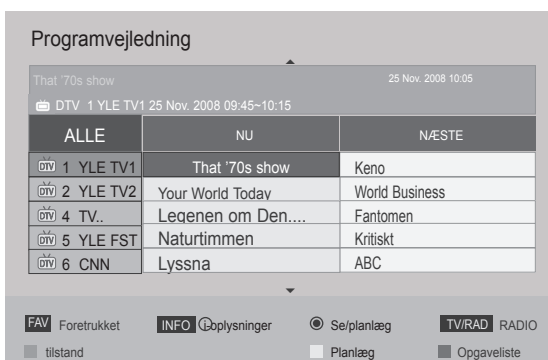 Programvejledning
That ’70s show 25 Nov. 2008 10:05
DTV 1 YLE TV1 25 Nov. 2008 09:45~10:15
ALLE NU NÆSTE
DTV 1 YLE TV1 That ’70s show Keno
DTV 2 YLE TV2 Your World Today World Business
DTV 4 TV.. Legenen om Den.... Fantomen
DTV 5 YLE FST Naturtimmen Kritiskt
DTV 6 CNN Lyssna ABC
FAV Foretrukket INFO i oplysninger Se/planlæg TV/RAD RADIO
tilstand Planlæg Opgaveliste